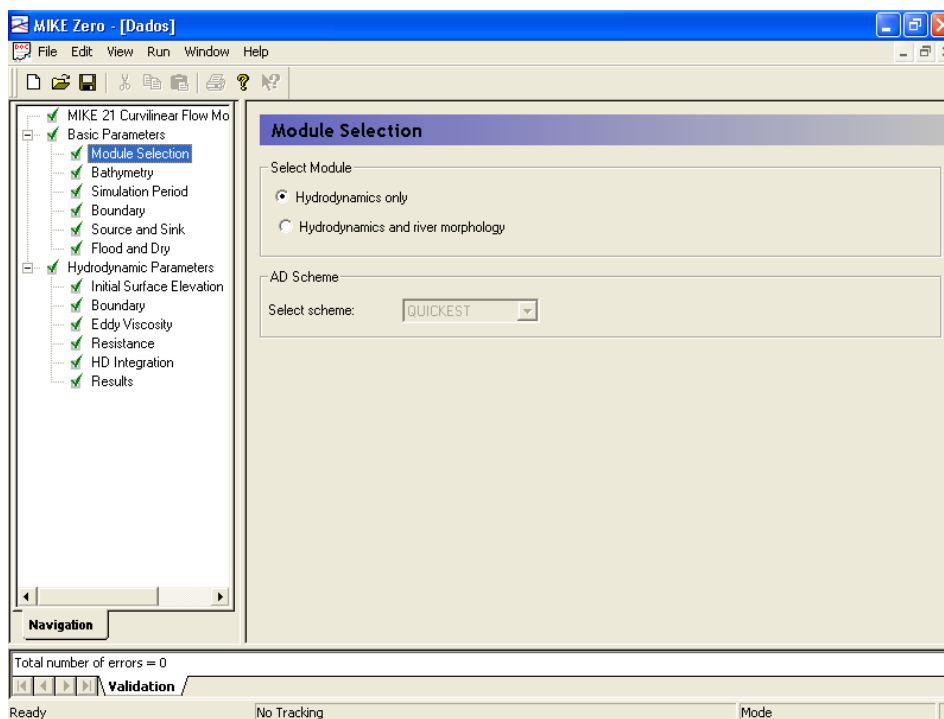 MIKE Zero - [Dados]
File Edit View Run Window Help
MIKE 21 Curvilinear Flow Mo
Basic Parameters
Module Selection
Bathymetry
Simulation Period
Boundary
Source and Sink
Flood and Dry
Hydrodynamic Parameters
Initial Surface Elevation
Boundary
Eddy Viscosity
Resistance
HD Integration
Results
Navigation
Module Selection
Select Module
Hydrodynamics only
Hydrodynamics and river morphology
AD Scheme
Select scheme: QUICKEST
Total number of errors = 0
Validation
Ready No Tracking Mode